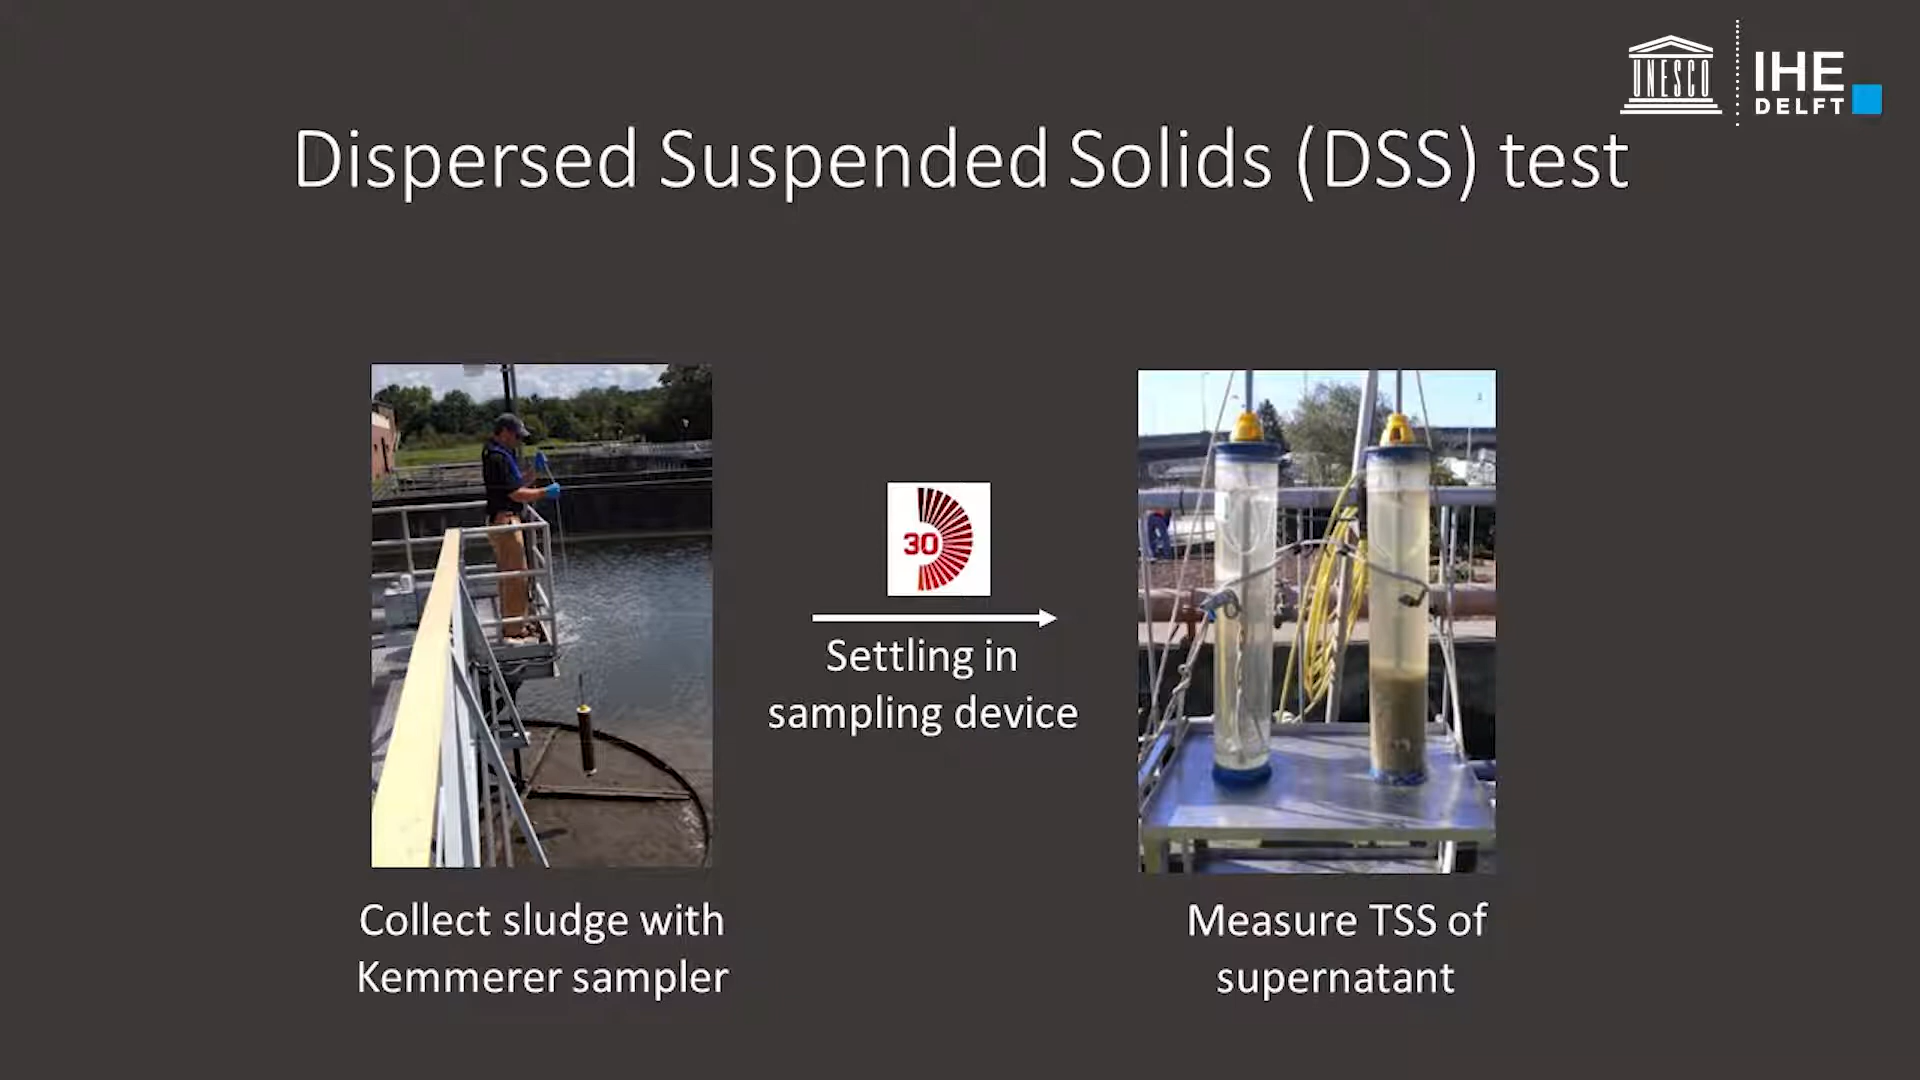 UNESCO
IHE
DELFT
Dispersed Suspended Solids (DSS) test
30
Settling in
sampling device
Collect sludge with
Kemmerer sampler
Measure TSS of
supernatant